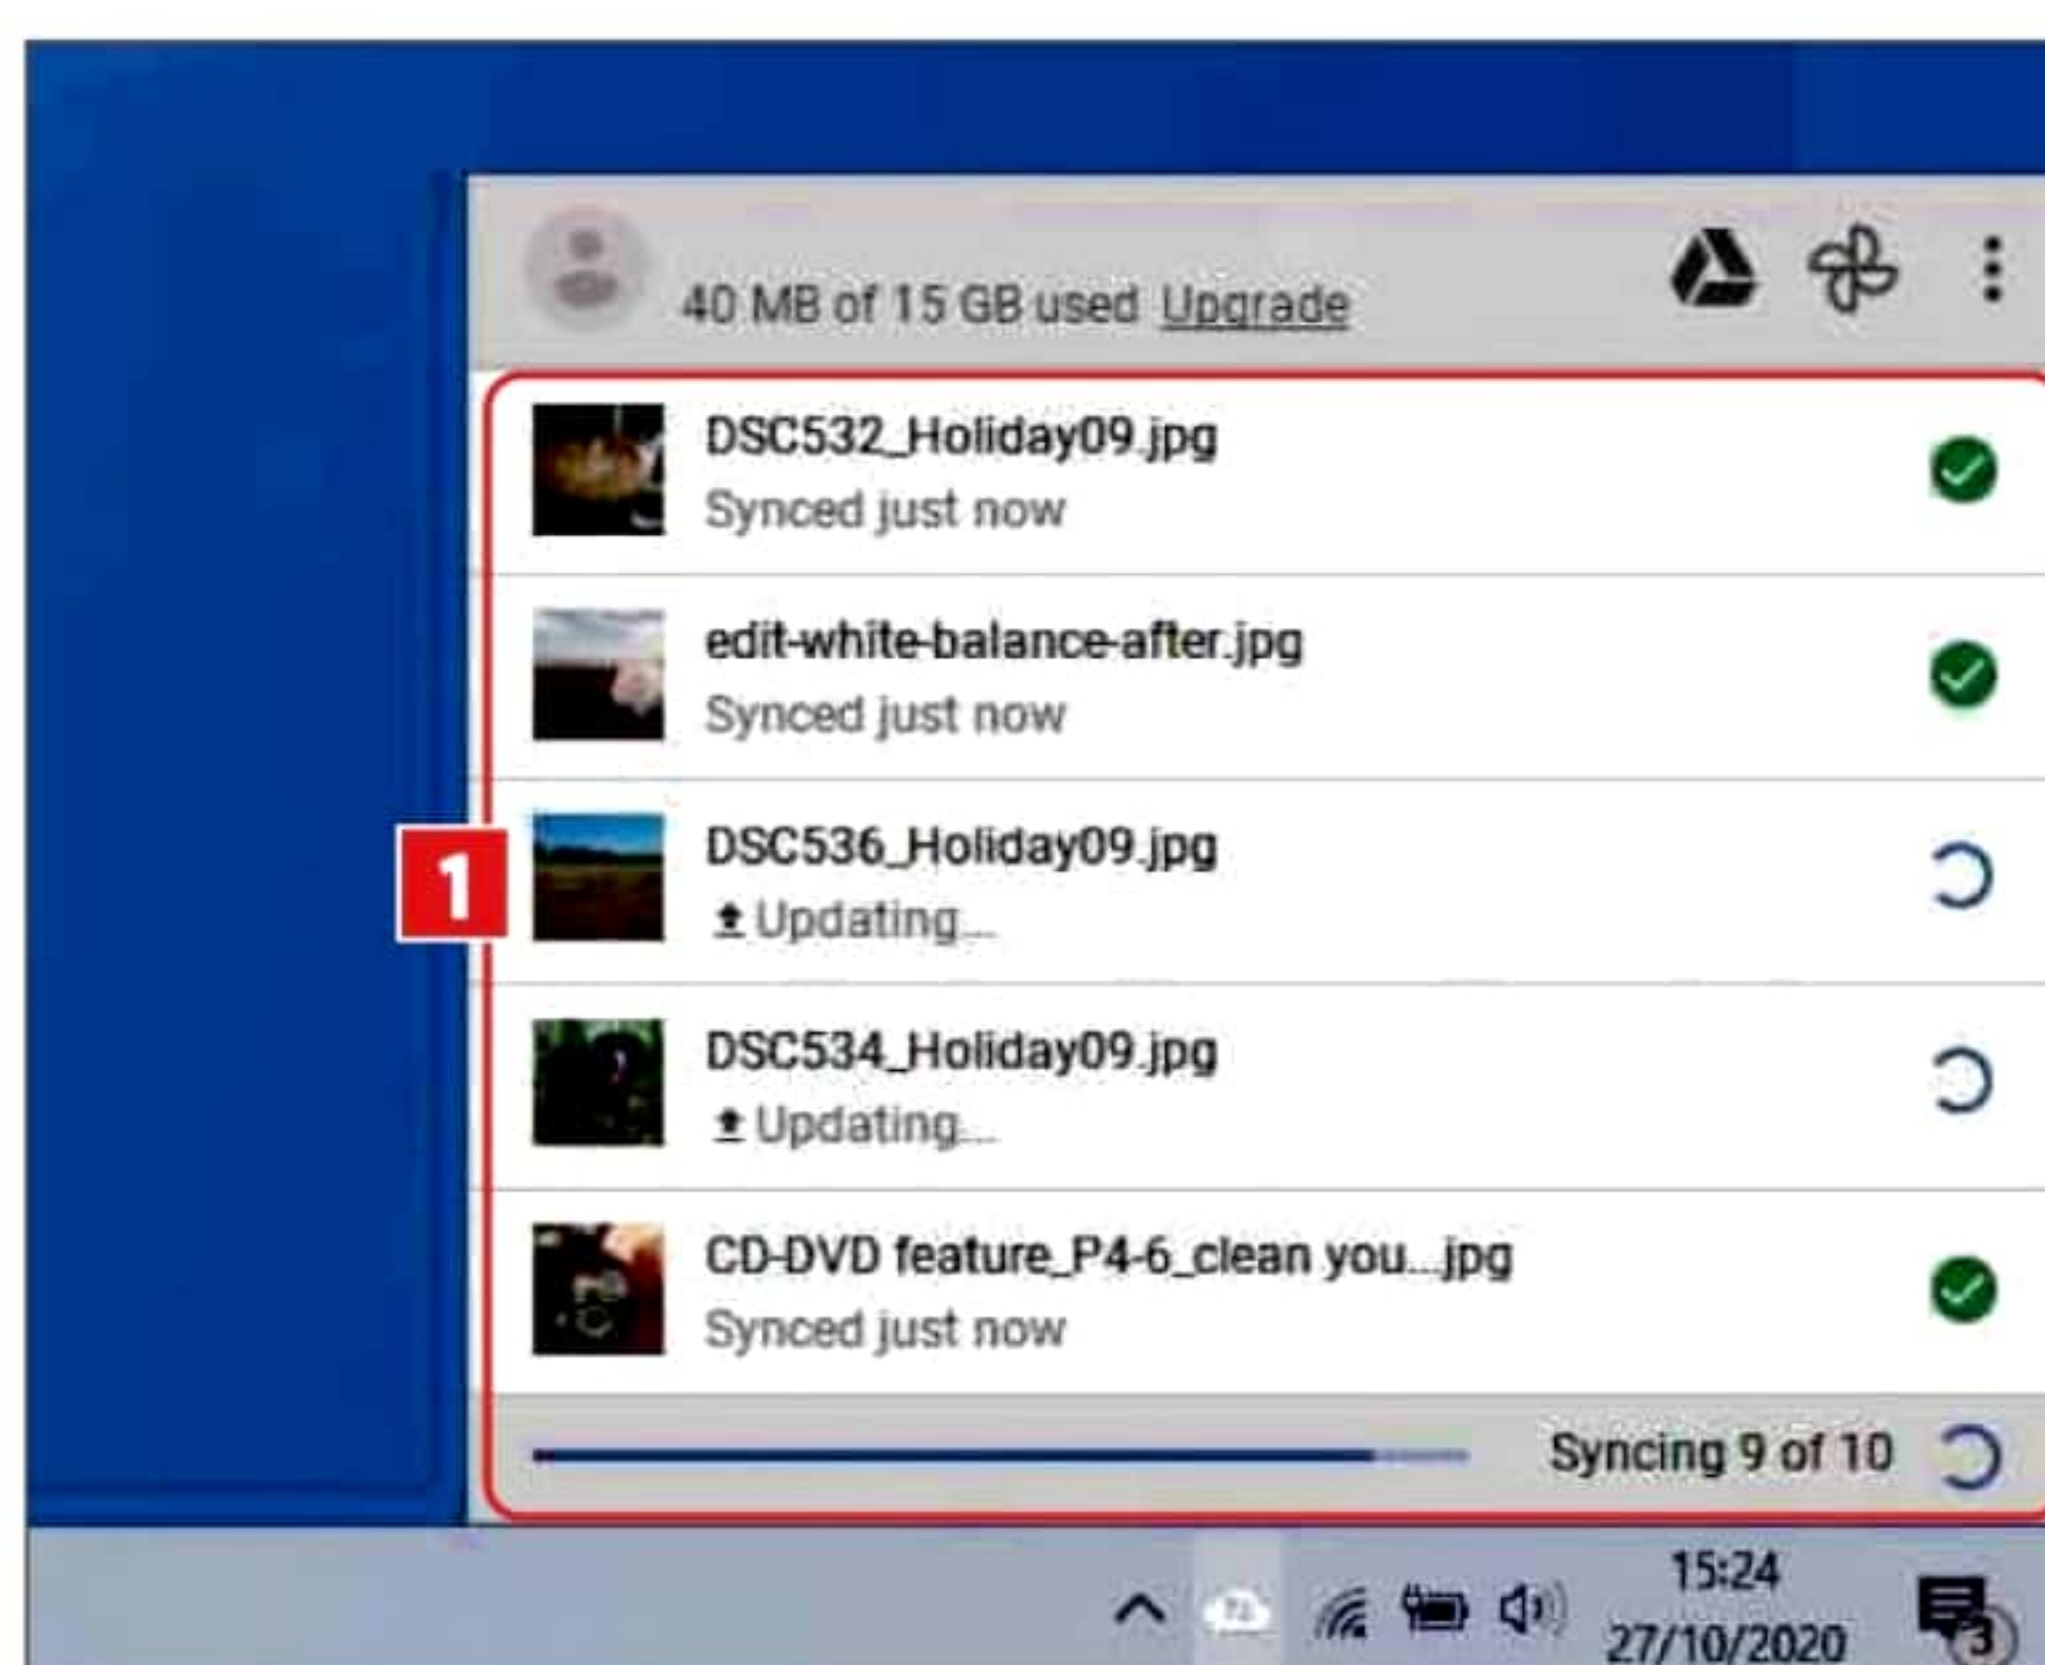 40 MB of 15 GB used Upgrade
DSC532_Holiday09.jpg
Synced just now
edit-white-balance-after.jpg
Synced just now
1
DSC536_Holiday09.jpg
Updating...
DSC534_Holiday09.jpg
Updating...
CD-DVD feature_P4-6_clean you...jpg
Synced just now
Syncing 9 of 10
15:24
27/10/2020
3